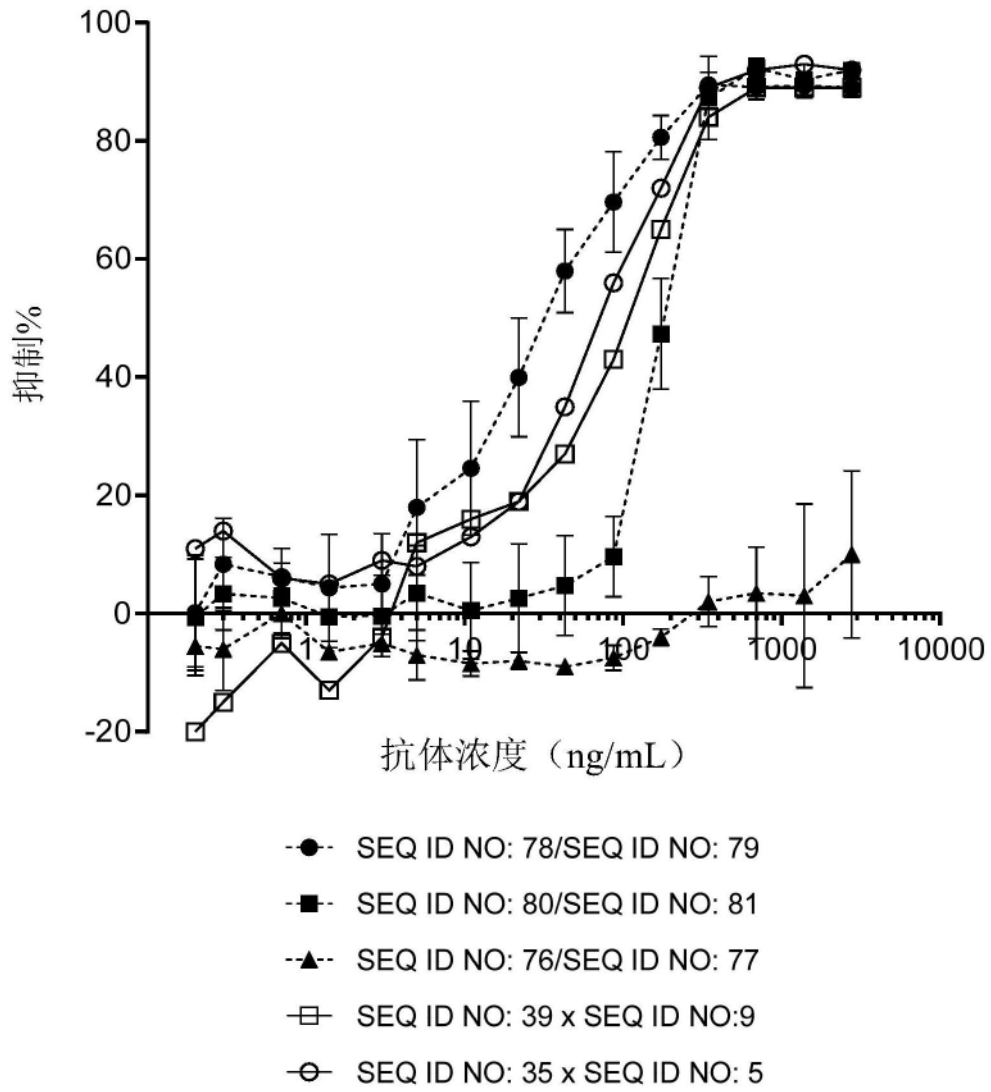 100
80
60
40
20
0
-20
抑制%
1
10
100
1000
10000
抗体浓度（ng/mL）
SEQ ID NO: 78/SEQ ID NO: 79
SEQ ID NO: 80/SEQ ID NO: 81
SEQ ID NO: 76/SEQ ID NO: 77
SEQ ID NO: 39 x SEQ ID NO:9
SEQ ID NO: 35 x SEQ ID NO: 5